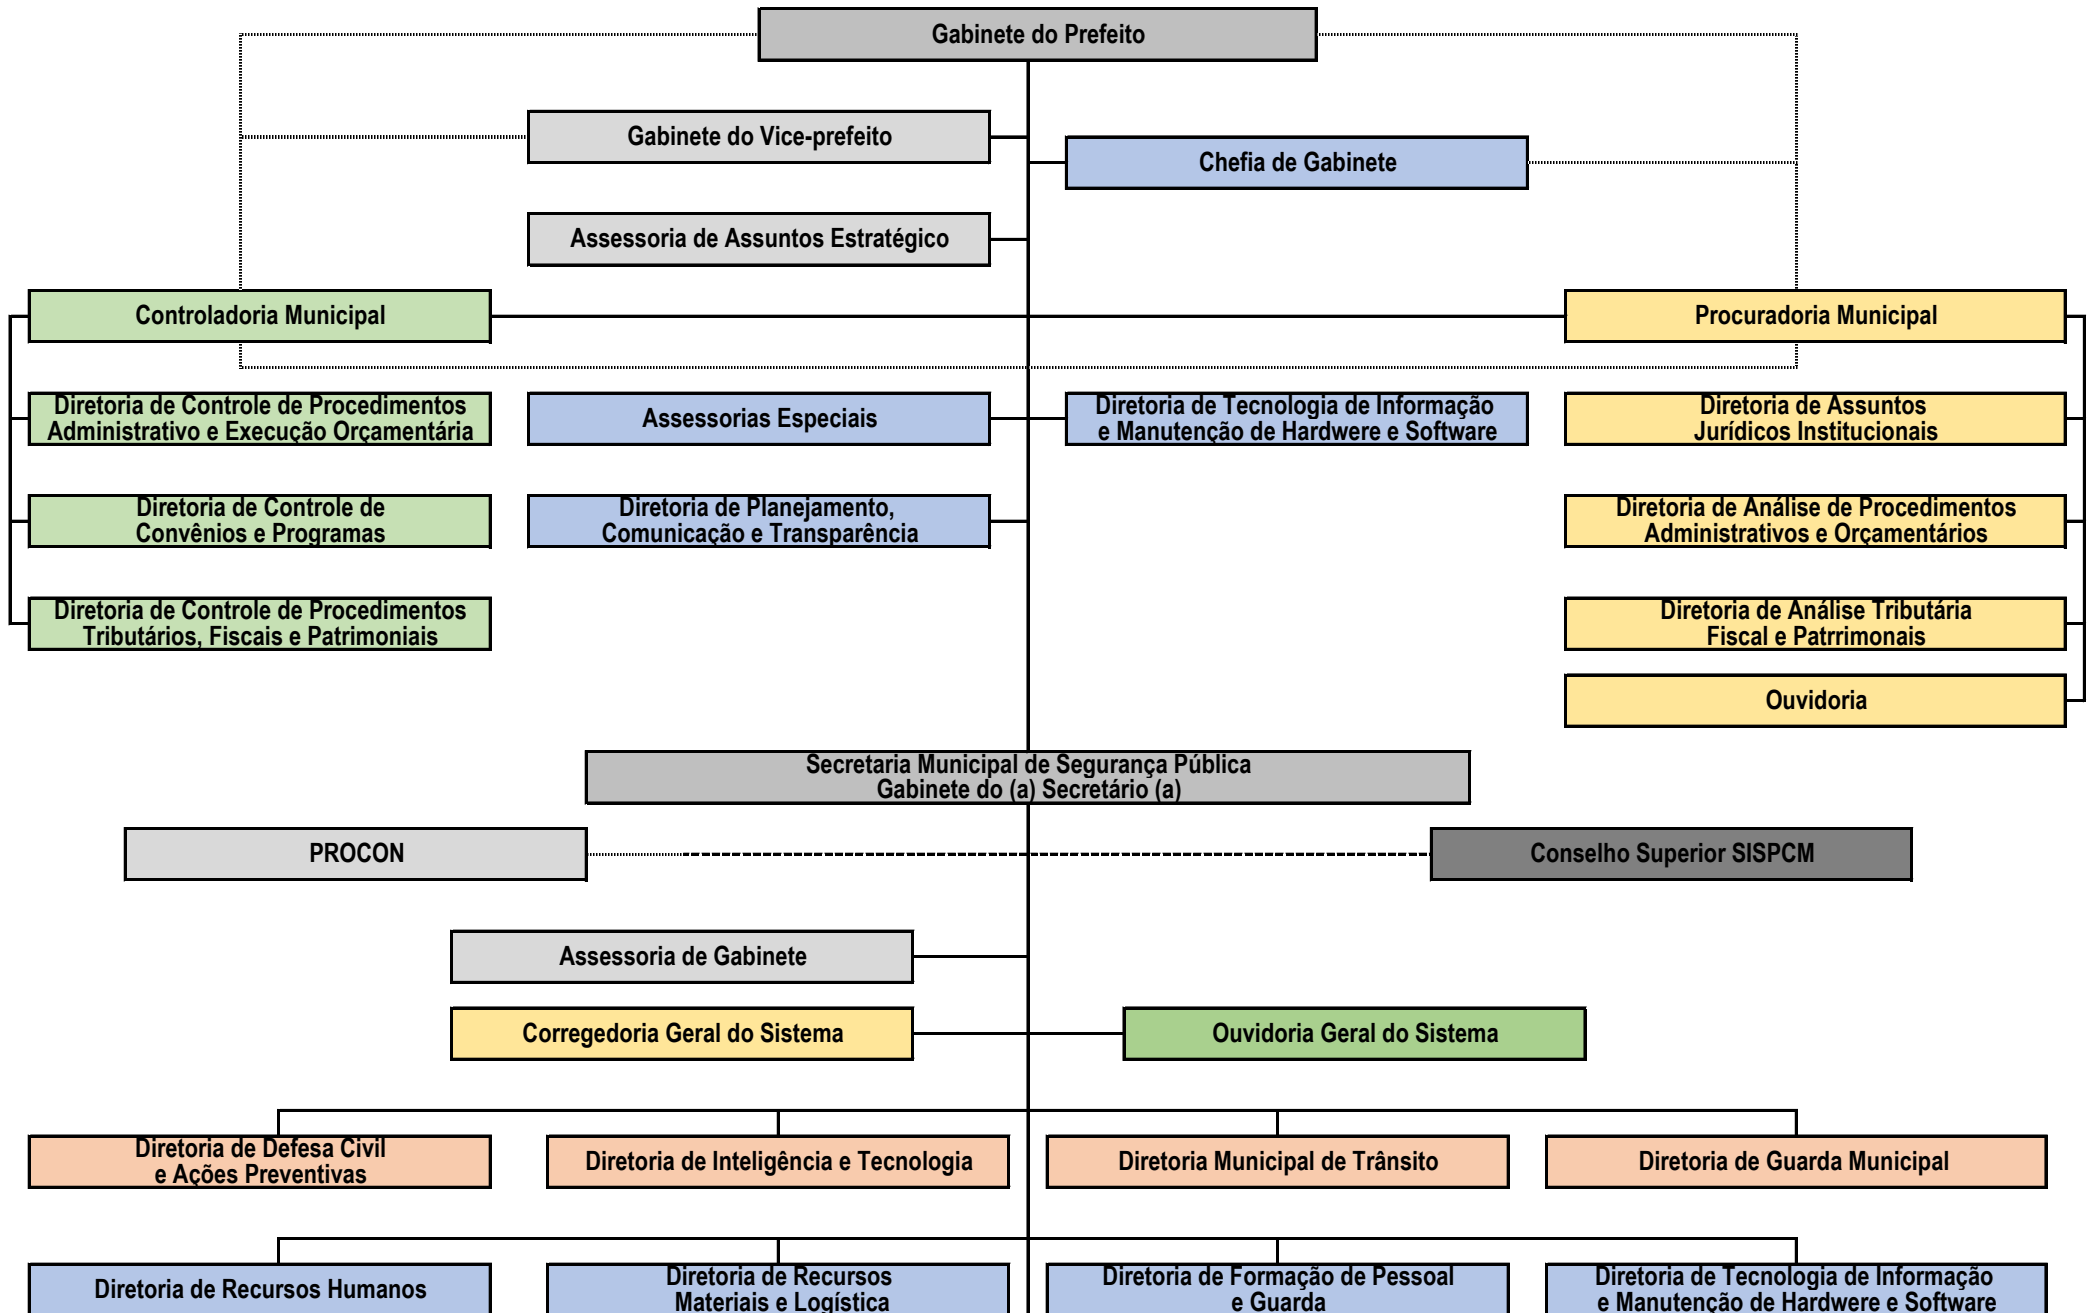 Gabinete do Prefeito
Gabinete do Vice-prefeito
Chefia de Gabinete
Assessoria de Assuntos Estratégico
Controladoria Municipal
Procuradoria Municipal
Diretoria de Controle de Procedimentos
Administrativo e Execução Orçamentária
Assessorias Especiais
Diretoria de Tecnologia de Informação
e Manutenção de Hardwere e Software
Diretoria de Assuntos
Jurídicos Institucionais
Diretoria de Controle de
Convênios e Programas
Diretoria de Planejamento,
Comunicação e Transparência
Diretoria de Análise de Procedimentos
Administrativos e Orçamentários
Diretoria de Controle de Procedimentos
Tributários, Fiscais e Patrimoniais
Diretoria de Análise Tributária
Fiscal e Patrrimonais
Ouvidoria
Secretaria Municipal de Segurança Pública
Gabinete do (a) Secretário (a)
PROCON
Conselho Superior SISPCM
Assessoria de Gabinete
Corregedoria Geral do Sistema
Ouvidoria Geral do Sistema
Diretoria de Defesa Civil
e Ações Preventivas
Diretoria de Inteligência e Tecnologia
Diretoria Municipal de Trânsito
Diretoria de Guarda Municipal
Diretoria de Recursos Humanos
Diretoria de Recursos
Materiais e Logística
Diretoria de Formação de Pessoal
e Guarda
Diretoria de Tecnologia de Informação
e Manutenção de Hardwere e Software